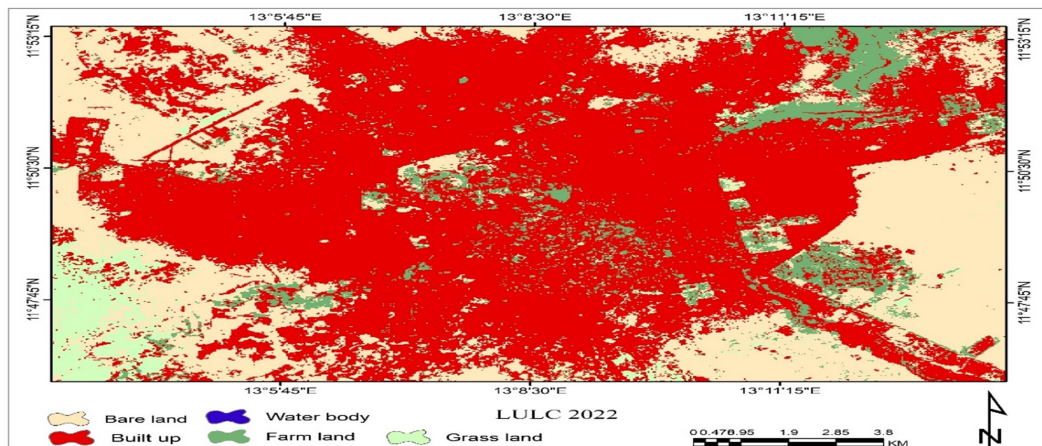 13°5'45"E 13°8'30"E 13°11'15"E
11°53'15"N 11°53'15"N
11°50'30"N 11°50'30"N
11°47'45"N 11°47'45"N
13°5'45"E 13°8'30"E 13°11'15"E
Bare land Water body LULC 2022
Built up Farm land Grass land
0 0.475 0.95 1.9 2.85 3.8
KM
N